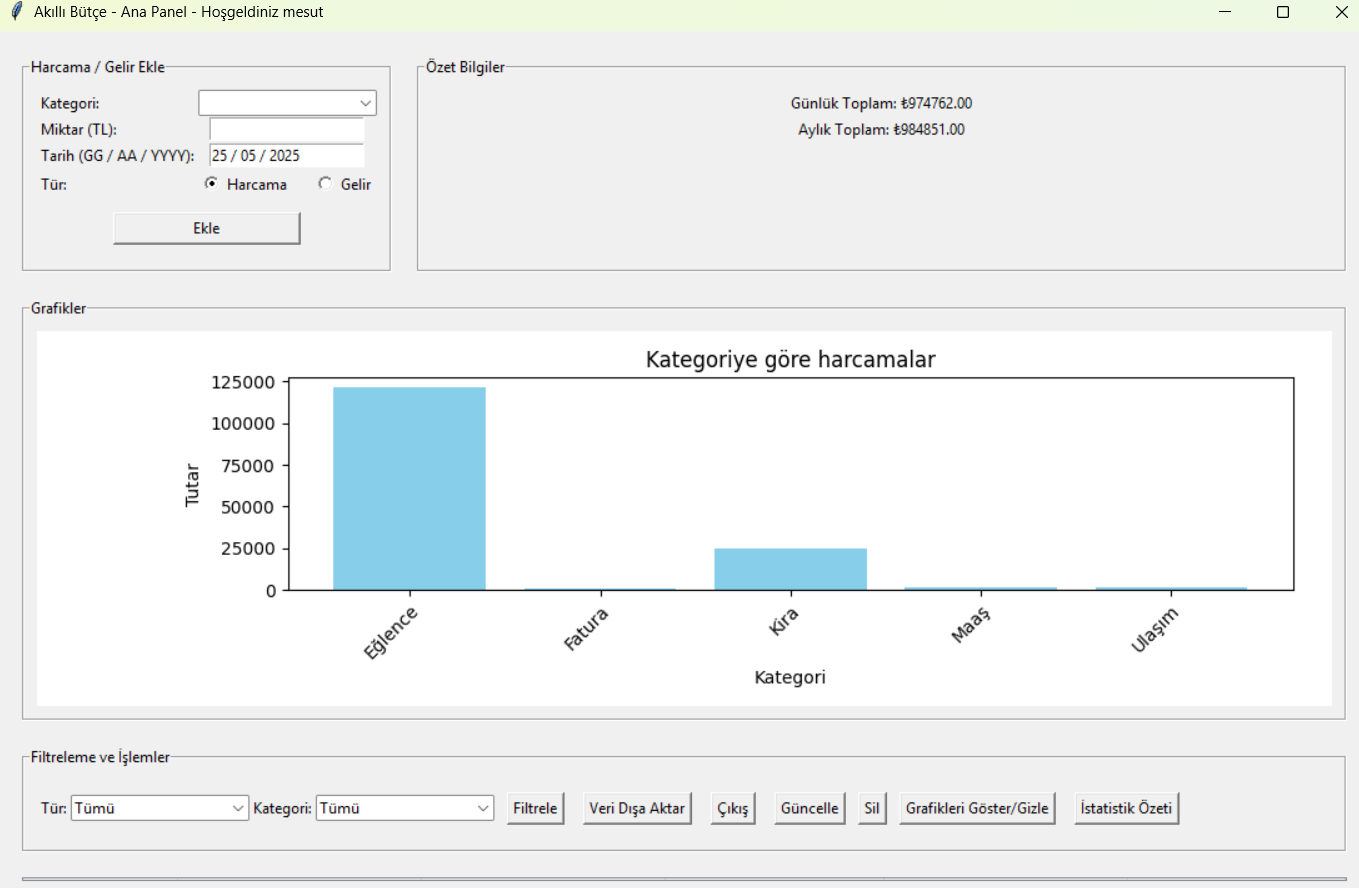 Akıllı Bütçe - Ana Panel - Hoşgeldiniz mesut
Harcama / Gelir Ekle
Kategori:
Miktar (TL):
Tarih (GG / AA / YYYY): 25 / 05 / 2025
Tür: Harcama Gelir
Ekle
Özet Bilgiler
Günlük Toplam: ₺974762.00
Aylık Toplam: ₺984851.00
Grafikler
Kategoriye göre harcamalar
125000
100000
75000
50000
25000
0
Tutar
Eğlence Fatura Kira Maaş Ulaşım
Kategori
Filtreleme ve İşlemler
Tür: Tümü Kategori: Tümü Filtrele Veri Dışa Aktar Çıkış Güncelle Sil Grafikleri Göster/Gizle İstatistik Özeti